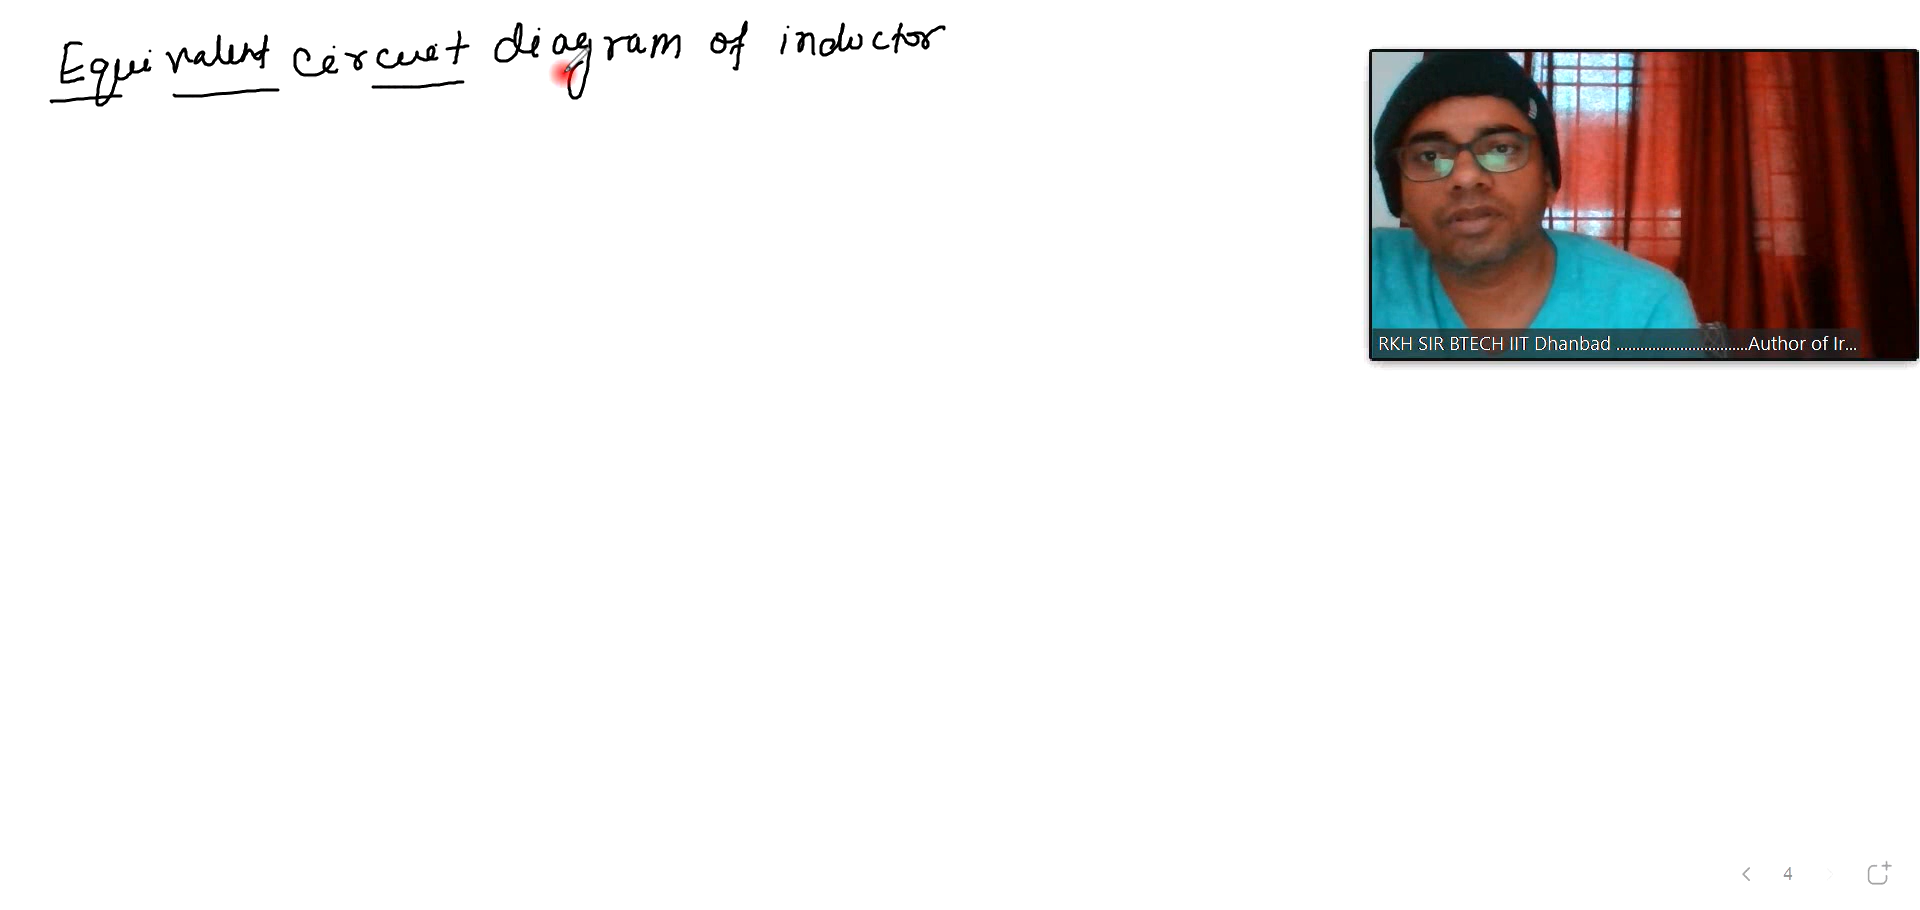 Equivalent circuit diagram of inductor
RKH SIR BTECH IIT Dhanbad .................................Author of Ir...
4